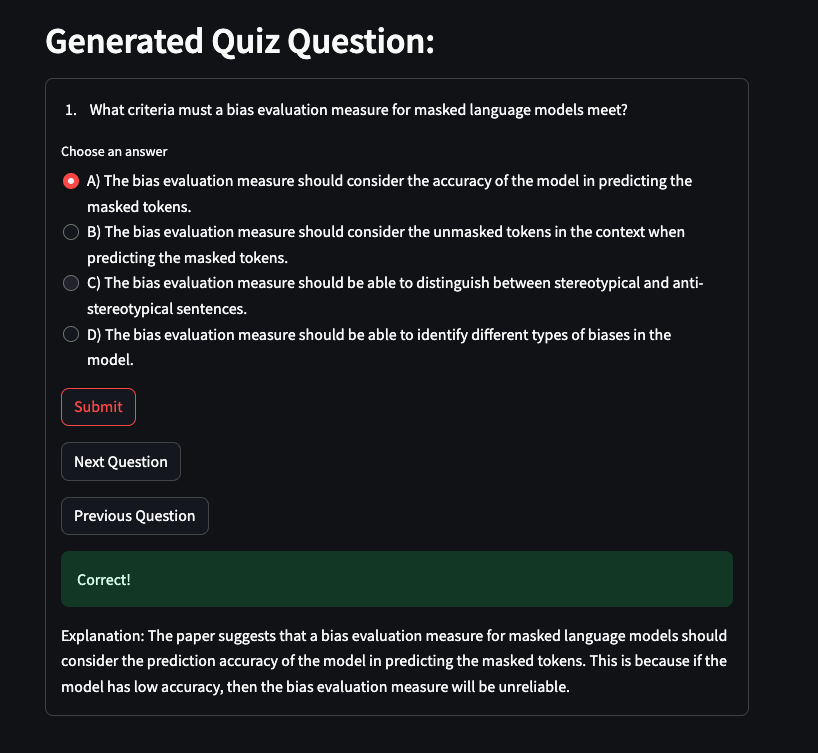 Generated Quiz Question:
1. What criteria must a bias evaluation measure for masked language models meet?
Choose an answer
A) The bias evaluation measure should consider the accuracy of the model in predicting the
masked tokens.
B) The bias evaluation measure should consider the unmasked tokens in the context when
predicting the masked tokens.
C) The bias evaluation measure should be able to distinguish between stereotypical and anti-
stereotypical sentences.
D) The bias evaluation measure should be able to identify different types of biases in the
model.
Submit
Next Question
Previous Question
Correct!
Explanation: The paper suggests that a bias evaluation measure for masked language models should
consider the prediction accuracy of the model in predicting the masked tokens. This is because if the
model has low accuracy, then the bias evaluation measure will be unreliable.